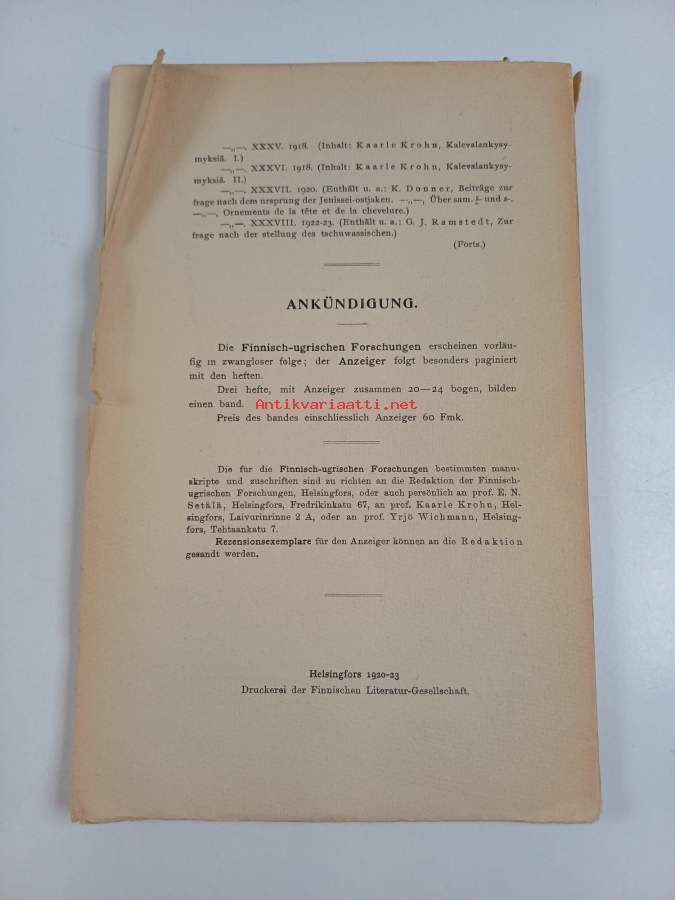 —„—, XXXV. 1918. (Inhalt: Kaarle Krohn, Kalevalankysy-
myksiä. I.)
—„—, XXXVI. 1918. (Inhalt: Kaarle Krohn, Kalevalankysy-
myksiä. II.)
—„—, XXXVII. 1920. (Enthält u. a.: K. Donner, Beiträge zur
frage nach dem ursprung der Jenissei-ostjaken. —„—, Über sam. und s-.
—„—, Ornements de la tête et de la chevelure.)
—„—, XXXVIII. 1922-23. (Enthält u. a.: G. J. Ramstedt, Zur
frage nach der stellung des tschuwassischen.)
(Forts.)
ANKÜNDIGUNG.
Die Finnisch-ugrischen Forschungen erscheinen vorläu-
fig in zwangloser folge; der Anzeiger folgt besonders paginiert
mit den heften.
Drei hefte, mit Anzeiger zusammen 20—24 bogen, bilden
einen band.
Antikvariaatti.net
Preis des bandes einschliesslich Anzeiger 60 Fmk.
Die für die Finnisch-ugrischen Forschungen bestimmten manu-
skripte und zuschriften sind zu richten an die Redaktion der Finnisch-
ugrischen Forschungen, Helsingfors, oder auch persönlich an prof. E. N.
Setälä, Helsingfors, Fredrikinkatu 67, an prof. Kaarle Krohn, Hel-
singfors, Laivurinrinne 2 A, oder an prof. Yrjö Wichmann, Helsing-
fors, Tehtaankatu 7.
Rezensionsexemplare für den Anzeiger können an die Redaktion
gesandt werden.
Helsingfors 1920-23
Druckerei der Finnischen Literatur-Gesellschaft.